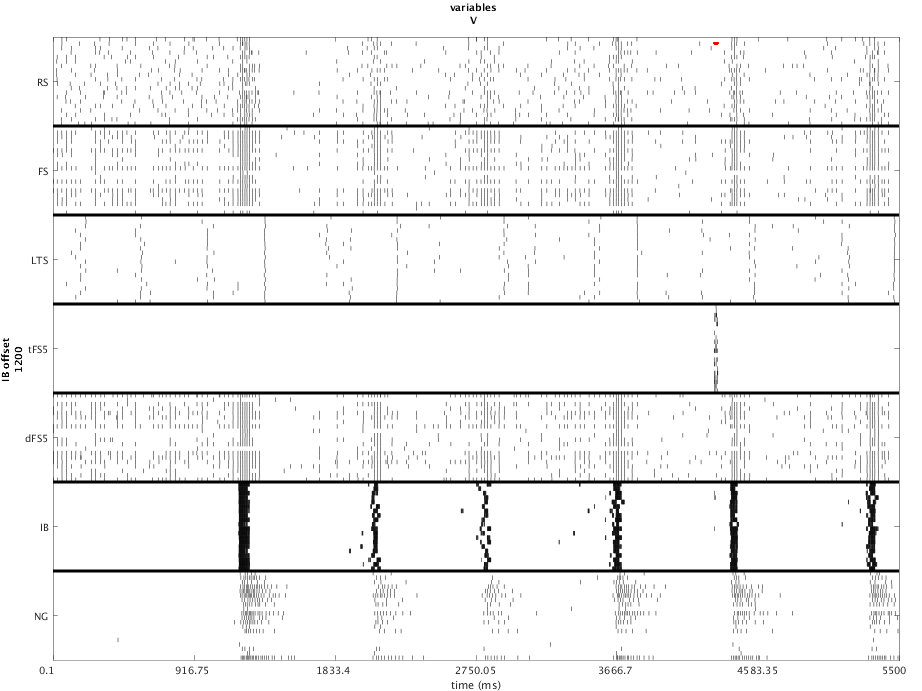 variables
V
RS
FS
LTS
tFS5
IB offset
1200
dFS5
IB
NG
0.1 916.75 1833.4 2750.05 3666.7 4583.35 5500
time (ms)